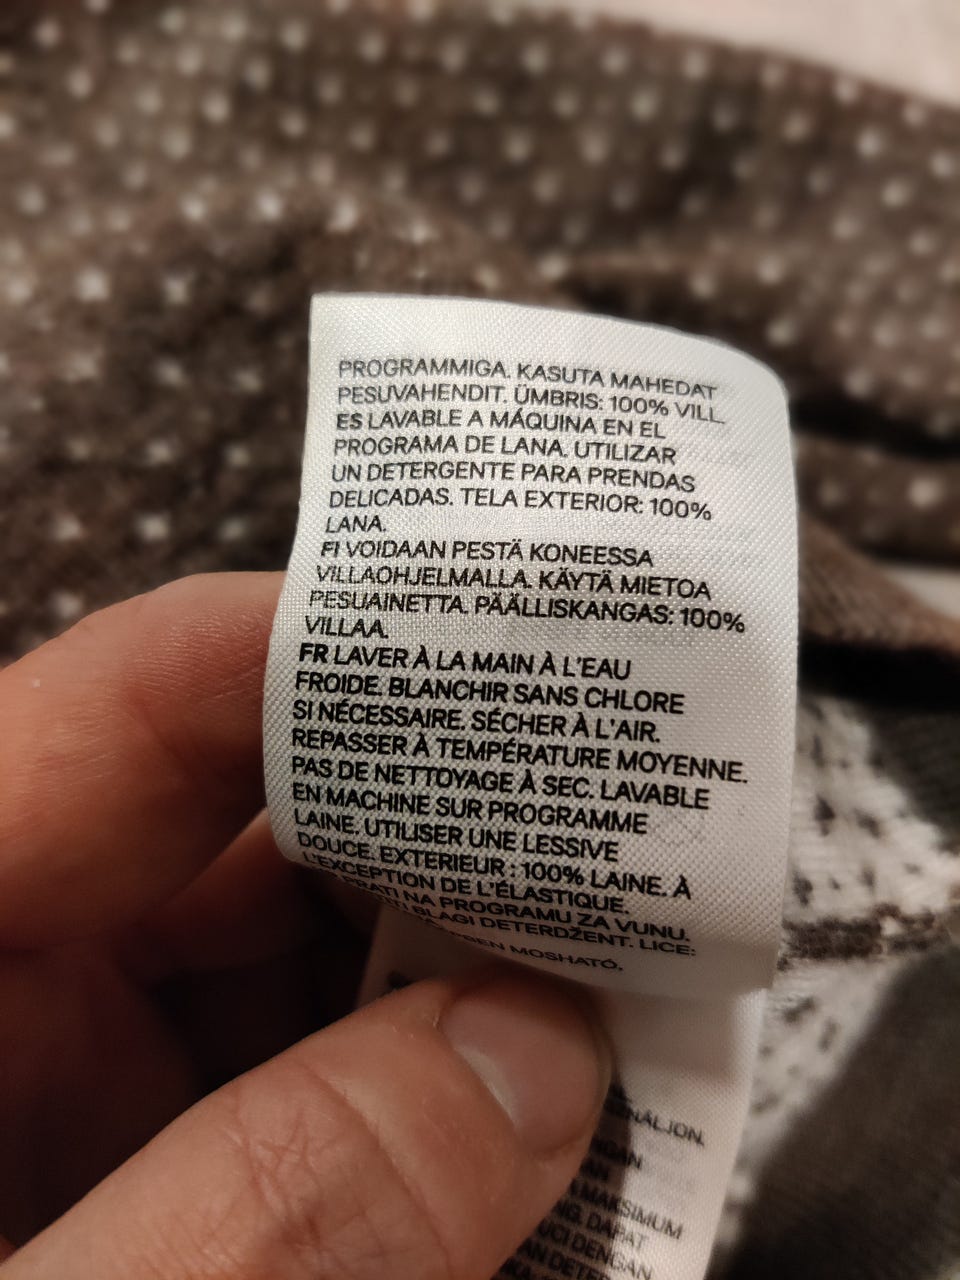 PROGRAMMIGA. KASUTA MAHEDAT
PESUVAHENDIT. ÜMBRIS: 100% VILL
ES LAVABLE A MÁQUINA EN EL
PROGRAMA DE LANA. UTILIZAR
UN DETERGENTE PARA PRENDAS
DELICADAS. TELA EXTERIOR: 100%
LANA.
FI VOIDAAN PESTÄ KONEESSA
VILLAOHJELMALLA. KÄYTÄ MIETOA
PESUAINETTA. PÄÄLLISKANGAS: 100%
VILLAA.
FR LAVER À LA MAIN À L'EAU
FROIDE. BLANCHIR SANS CHLORE
SI NÉCESSAIRE. SÉCHER À L'AIR.
REPASSER À TEMPÉRATURE MOYENNE.
PAS DE NETTOYAGE À SEC. LAVABLE
EN MACHINE SUR PROGRAMME
LAINE. UTILISER UNE LESSIVE
DOUCE. EXTERIEUR : 100% LAINE. À
L'EXCEPTION DE L'ÉLASTIQUE.
PRATI NA PROGRAMU ZA VUNU.
BLAGI DETERDŽENT. LICE:
MOSHATÓ,
MAKSIMUM
DAPAT
DENGAN